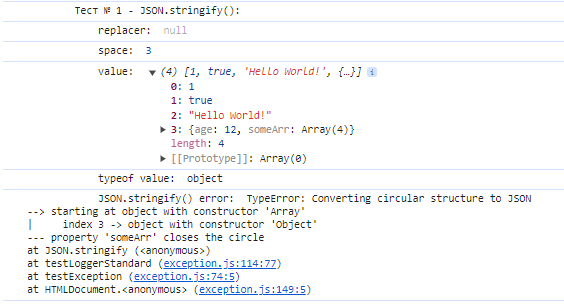 Тест № 1 - JSON.stringify():
replacer: null
space: 3
value: ▼ (4) [1, true, 'Hello World!', {…}] i
0: 1
1: true
2: "Hello World!"
▶ 3: {age: 12, someArr: Array(4)}
length: 4
▶ [[Prototype]]: Array(0)
typeof value: object
JSON.stringify() error: TypeError: Converting circular structure to JSON
--> starting at object with constructor 'Array'
|     index 3 -> object with constructor 'Object'
--- property 'someArr' closes the circle
at JSON.stringify (<anonymous>)
at testLoggerStandard (exception.js:114:77)
at testException (exception.js:74:5)
at HTMLDocument.<anonymous> (exception.js:149:5)